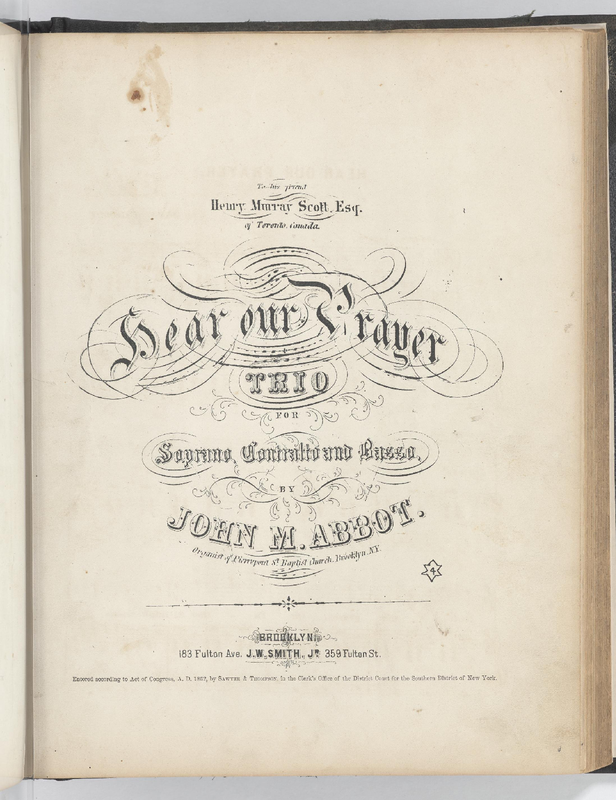 To his friend
Henry Murray Scott, Esq.
of Toronto, Canada.
Hear our Prayer
TRIO
FOR
Soprano, Contralto and Basso,
BY
JOHN M. ABBOT.
Organist of Pierrepont St. Baptist Church, Brooklyn, N.Y.
4
BROOKLYN:
183 Fulton Ave. J.W. SMITH, Jr. 359 Fulton St.
Entered according to Act of Congress, A. D. 1867, by SAWYER & THOMPSON, in the Clerk's Office of the District Court for the Southern District of New York.